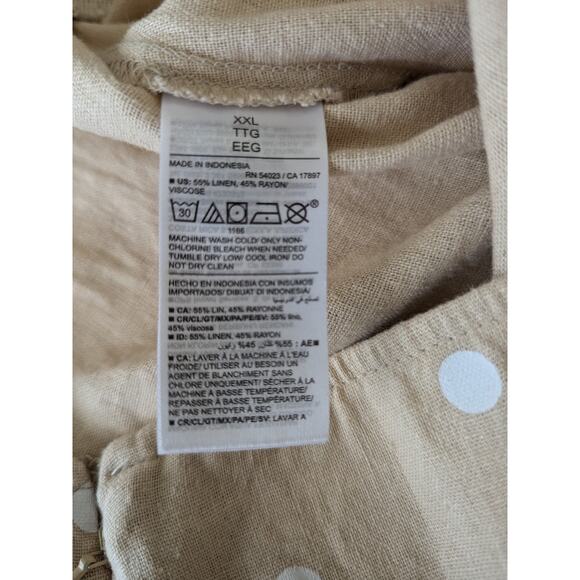 XXL
TTG
EEG
MADE IN INDONESIA
RN 54023 / CA 17897
■ US: 55% LINEN, 45% RAYON/
VISCOSE
30
®
1166
MACHINE WASH COLD/ ONLY NON-
CHLORINE BLEACH WHEN NEEDED/
TUMBLE DRY LOW/ COOL IRON/ DO
NOT DRY CLEAN
HECHO EN INDONESIA CON INSUMOS
IMPORTADOS/ DIBUAT DI INDONESIA/
■ CA: 55% LIN, 45% RAYONNE
■ CR/CL/GT/MX/PA/PE/SV: 55% lino,
45% viscosa
■ ID: 55% LINEN, 45% RAYON
■ AE: 55% كتان, 45% رايون
■ CA: LAVER À LA MACHINE À L'EAU
FROIDE/ UTILISER AU BESOIN UN
AGENT DE BLANCHIMENT SANS
CHLORE UNIQUEMENT/ SÉCHER À LA
MACHINE À BASSE TEMPÉRATURE/
REPASSER À BASSE TEMPÉRATURE/
NE PAS NETTOYER À SEC
■ CR/CL/GT/MX/PA/PE/SV: LAVAR A